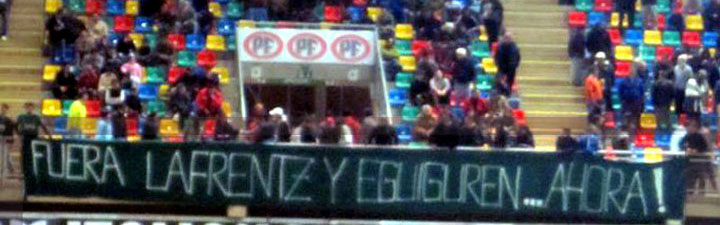 PF PF PF
FUERA LAFRENTZ Y EGUIGUREN... AHORA!